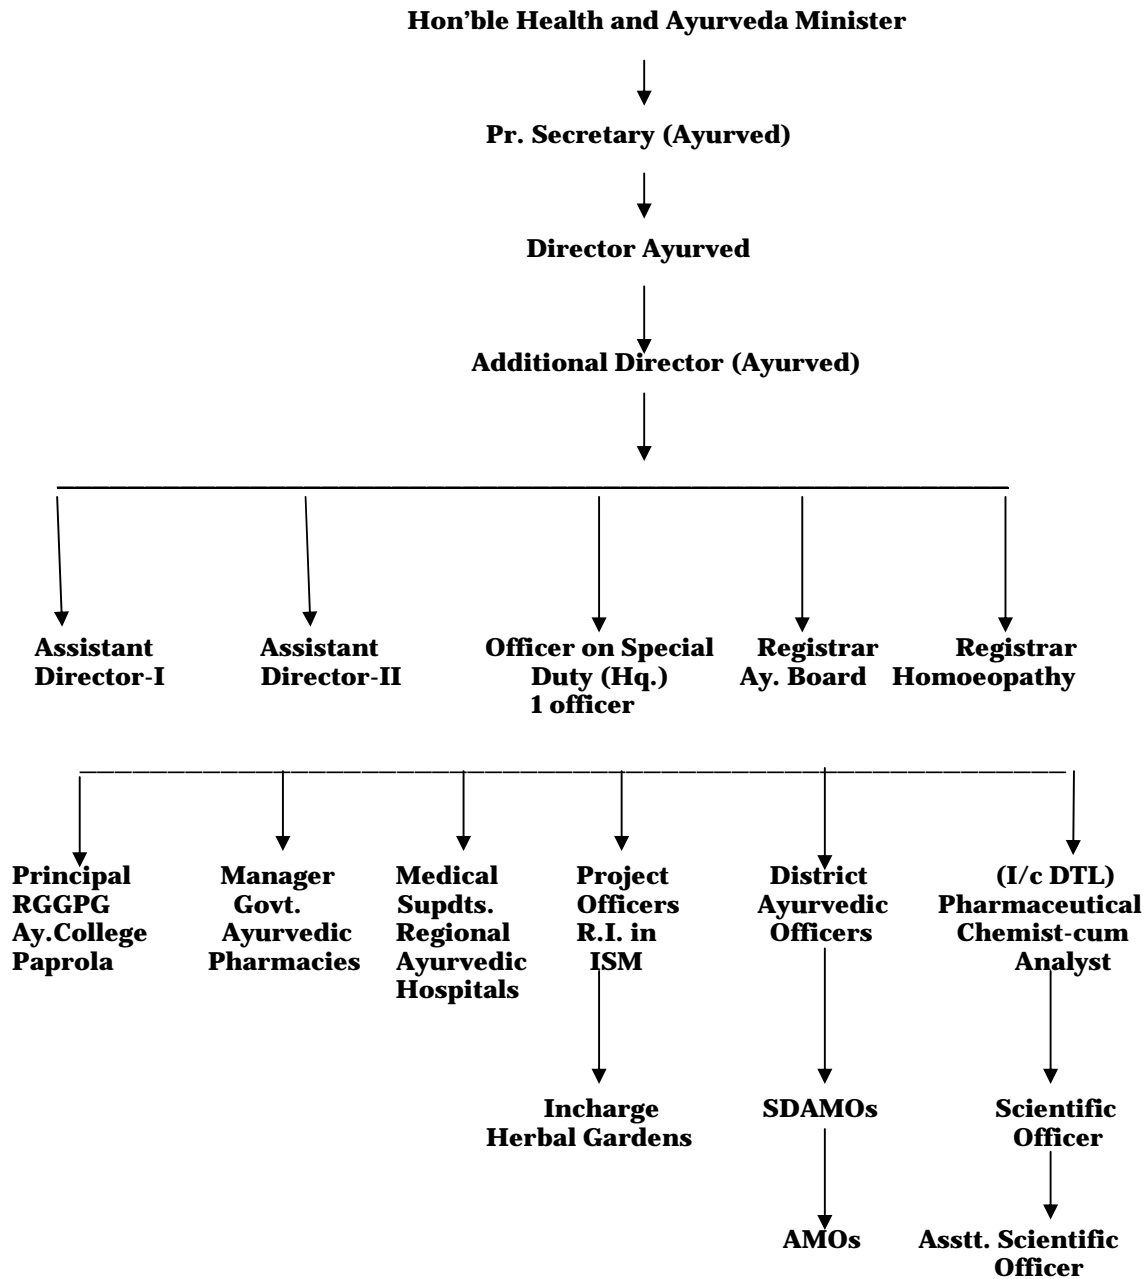 Hon'ble Health and Ayurveda Minister
Pr. Secretary (Ayurved)
Director Ayurved
Additional Director (Ayurved)
Assistant
Director-I
Assistant
Director-II
Officer on Special
Duty (Hq.)
1 officer
Registrar
Ay. Board
Registrar
Homoeopathy
Principal
RGGPG
Ay.College
Paprola
Manager
Govt.
Ayurvedic
Pharmacies
Medical
Supdts.
Regional
Ayurvedic
Hospitals
Project
Officers
R.I. in
ISM
District
Ayurvedic
Officers
(I/c DTL)
Pharmaceutical
Chemist-cum
Analyst
Incharge
Herbal Gardens
SDAMOs
Scientific
Officer
AMOs
Asstt. Scientific
Officer